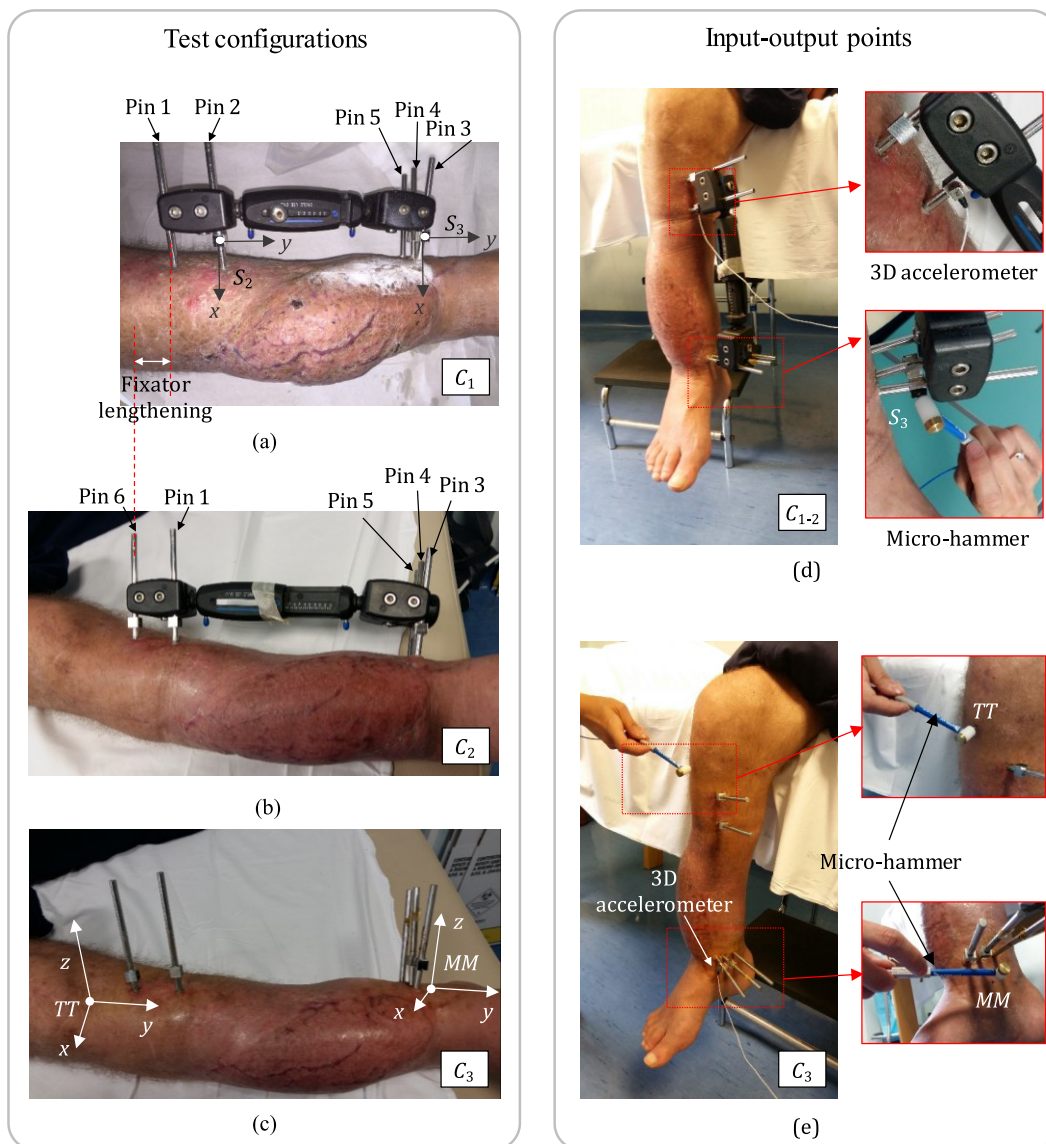 Test configurations
Pin 1
Pin 2
Pin 4
Pin 5
Pin 3
S₃
y
y
S₂
x
x
Fixator
lengthening
C₁
(a)
Pin 6
Pin 1
Pin 4
Pin 3
Pin 5
C₂
(b)
z
z
TT
MM
y
x
x
y
C₃
(c)
Input-output points
3D accelerometer
S₃
C₁₋₂
Micro-hammer
(d)
TT
Micro-hammer
3D
accelerometer
MM
C₃
(e)